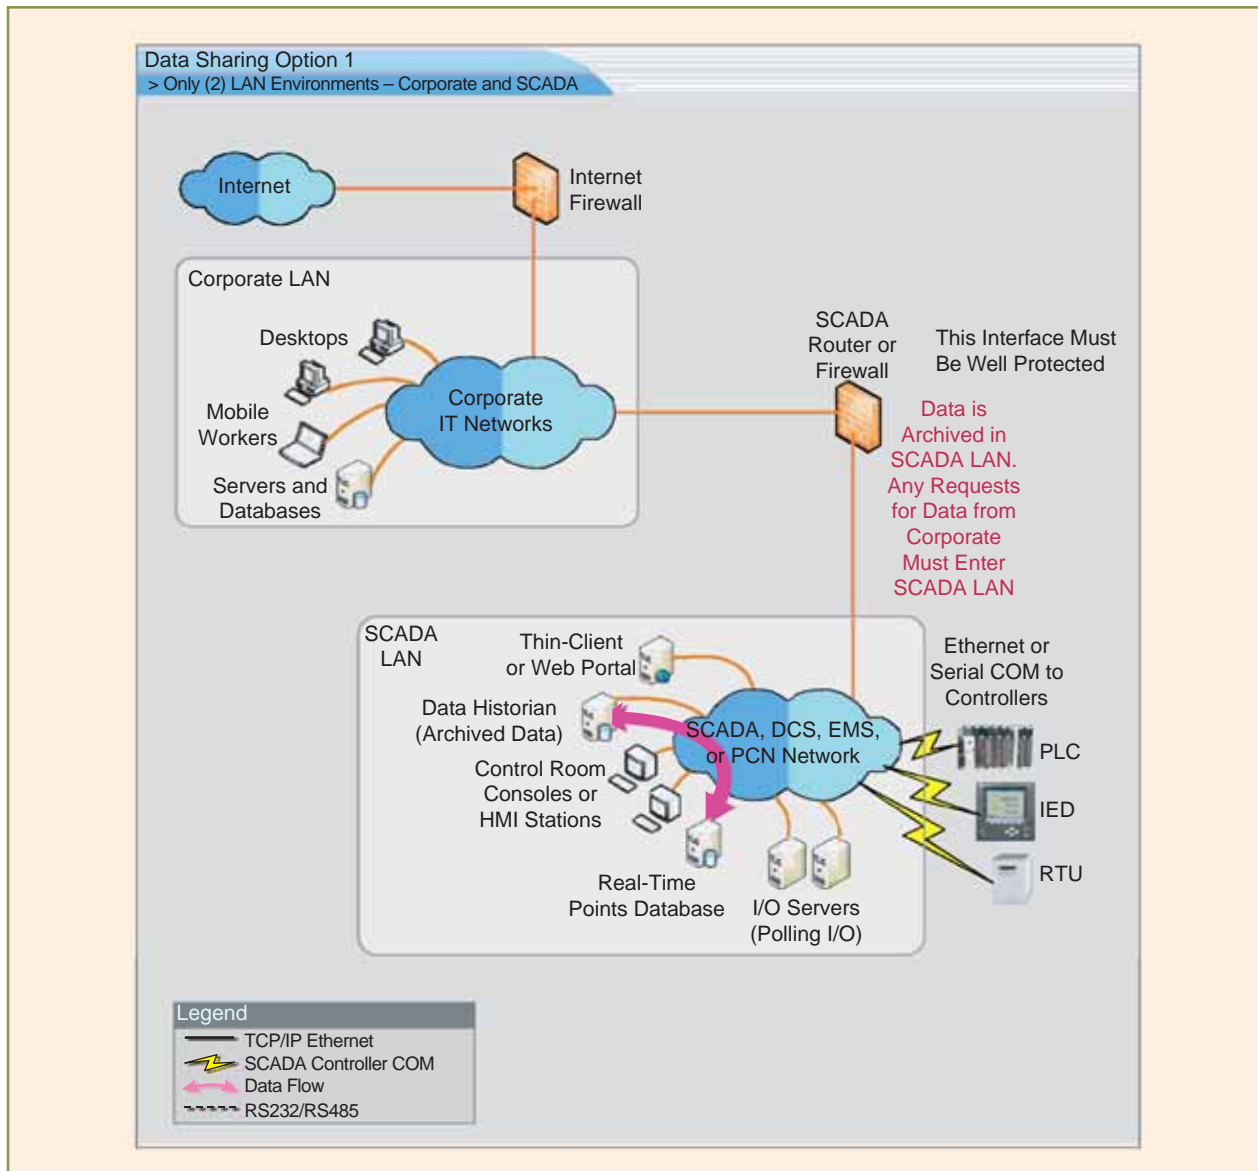 Data Sharing Option 1
> Only (2) LAN Environments – Corporate and SCADA
Internet
Internet
Firewall
Corporate LAN
Desktops
Mobile
Workers
Servers and
Databases
Corporate
IT Networks
SCADA
Router or
Firewall
This Interface Must
Be Well Protected
Data is
Archived in
SCADA LAN.
Any Requests
for Data from
Corporate
Must Enter
SCADA LAN
SCADA
LAN
Thin-Client
or Web Portal
Data Historian
(Archived Data)
Control Room
Consoles or
HMI Stations
Real-Time
Points Database
I/O Servers
(Polling I/O)
SCADA, DCS, EMS,
or PCN Network
Ethernet or
Serial COM to
Controllers
PLC
IED
RTU
Legend
TCP/IP Ethernet
SCADA Controller COM
Data Flow
RS232/RS485